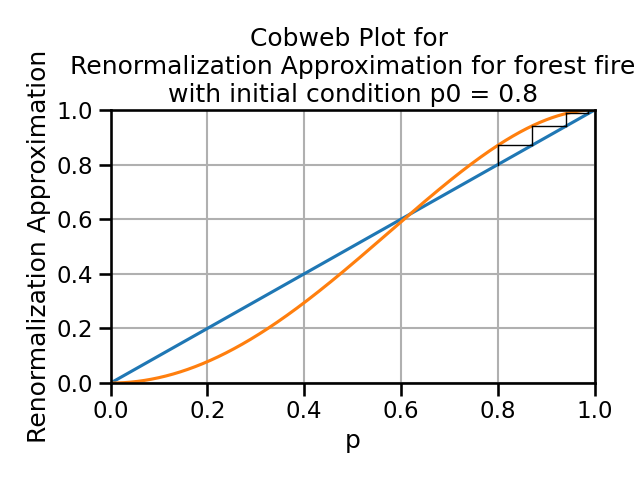 Cobweb Plot for
Renormalization Approximation for forest fire
with initial condition p0 = 0.8
Renormalization Approximation
1.0
0.8
0.6
0.4
0.2
0.0
0.0 0.2 0.4 0.6 0.8 1.0
p